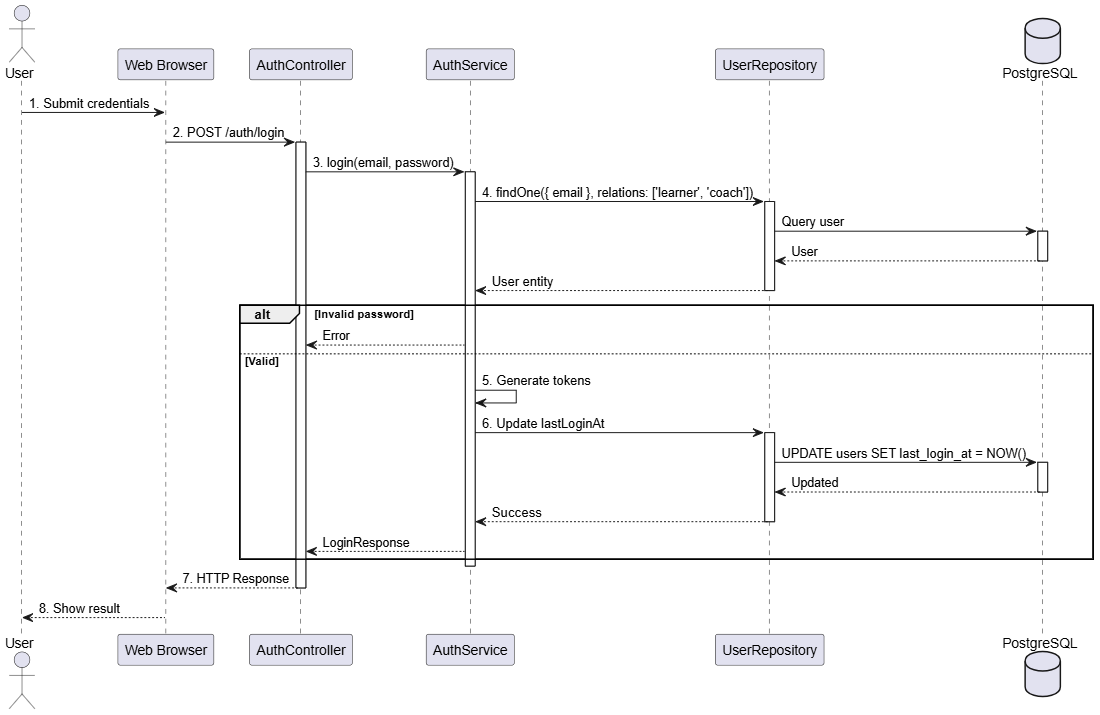 User
Web Browser
AuthController
AuthService
UserRepository
PostgreSQL
1. Submit credentials
2. POST /auth/login
3. login(email, password)
4. findOne({ email }, relations: ['learner', 'coach'])
Query user
User
User entity
alt [Invalid password]
Error
[Valid]
5. Generate tokens
6. Update lastLoginAt
UPDATE users SET last_login_at = NOW()
Updated
Success
LoginResponse
7. HTTP Response
8. Show result
User
Web Browser
AuthController
AuthService
UserRepository
PostgreSQL